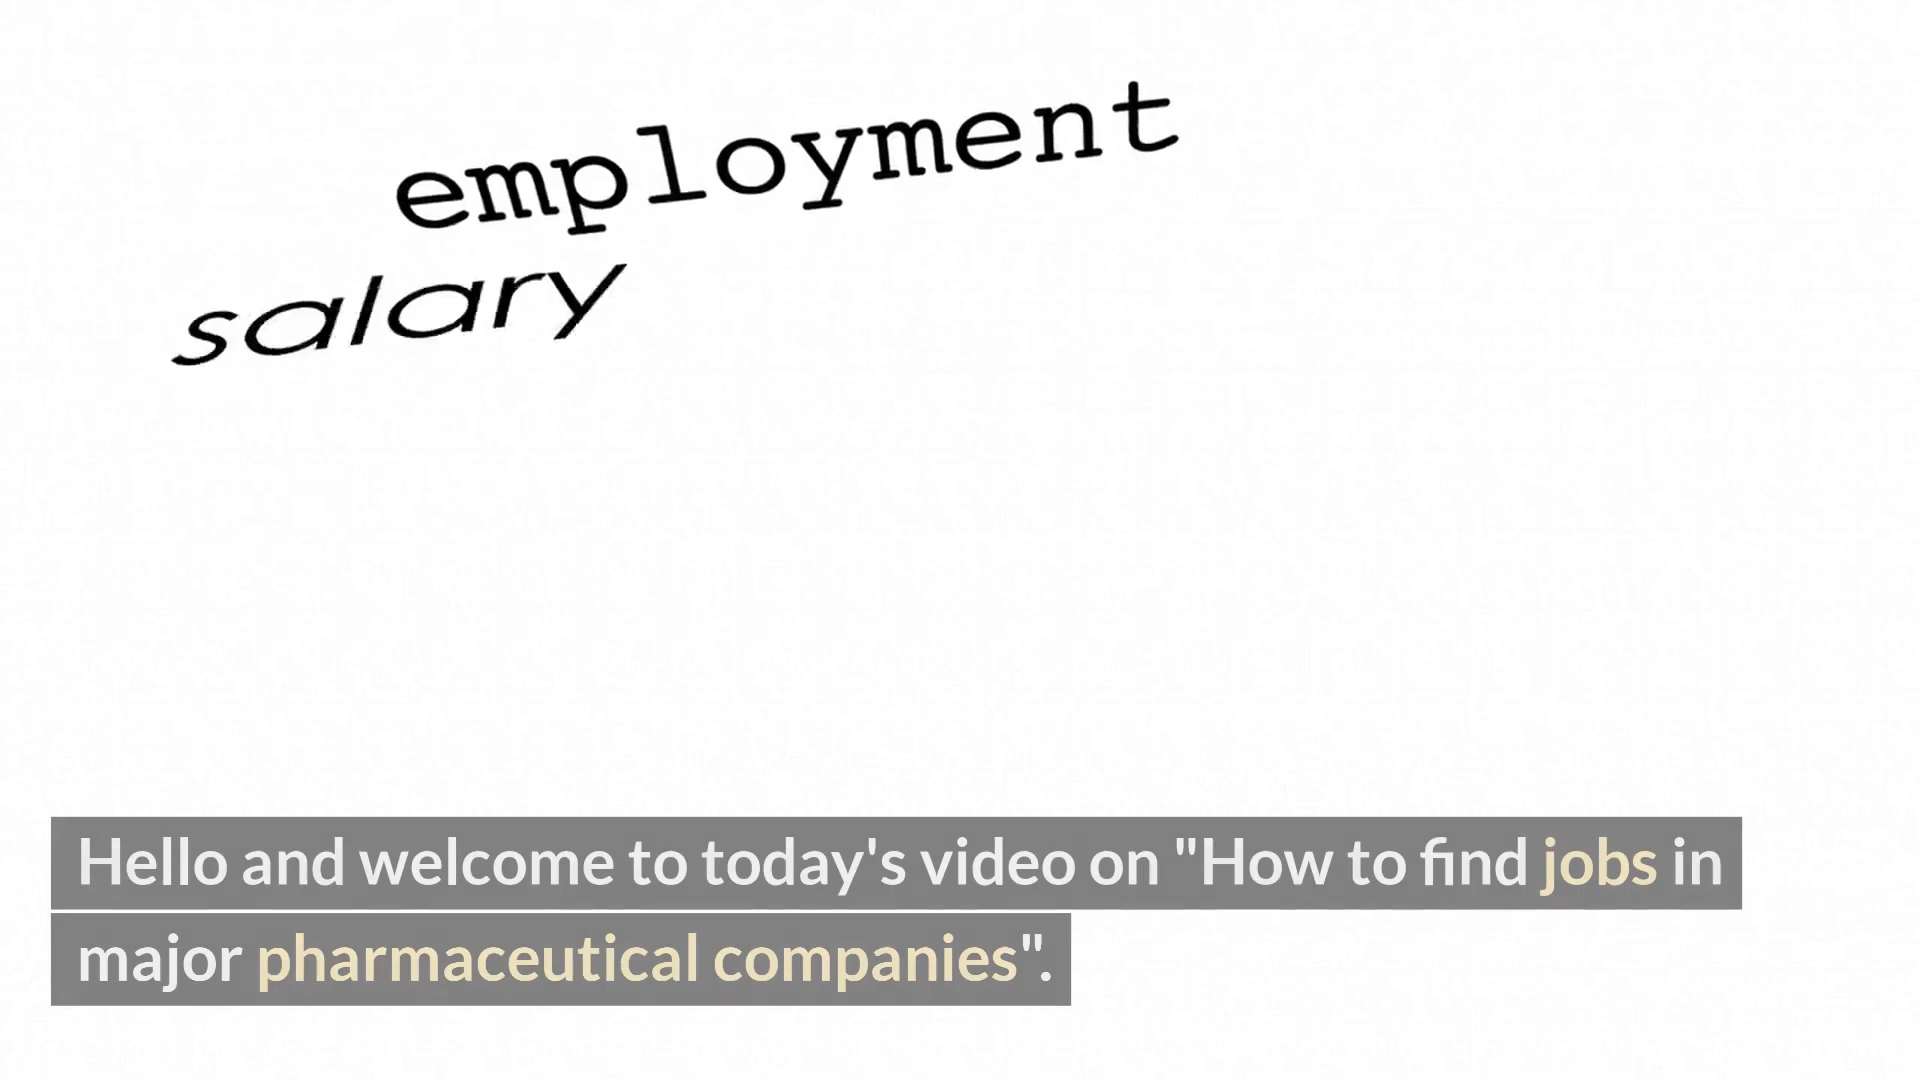 employment
salary
Hello and welcome to today's video on "How to find jobs in
major pharmaceutical companies".